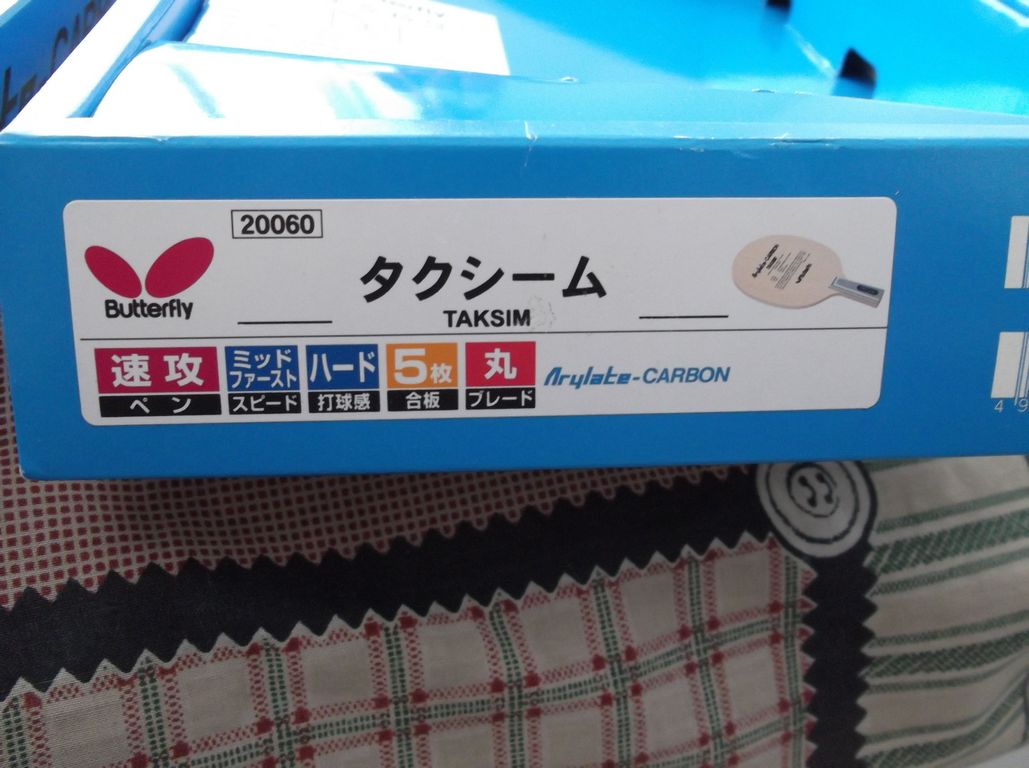 20060
タクシーム
Butterfly
TAKSIM
速攻
ペン
ミッド
ファースト
スピード
ハード
打球感
5枚
合板
丸
ブレード
Arylate-CARBON
4 9